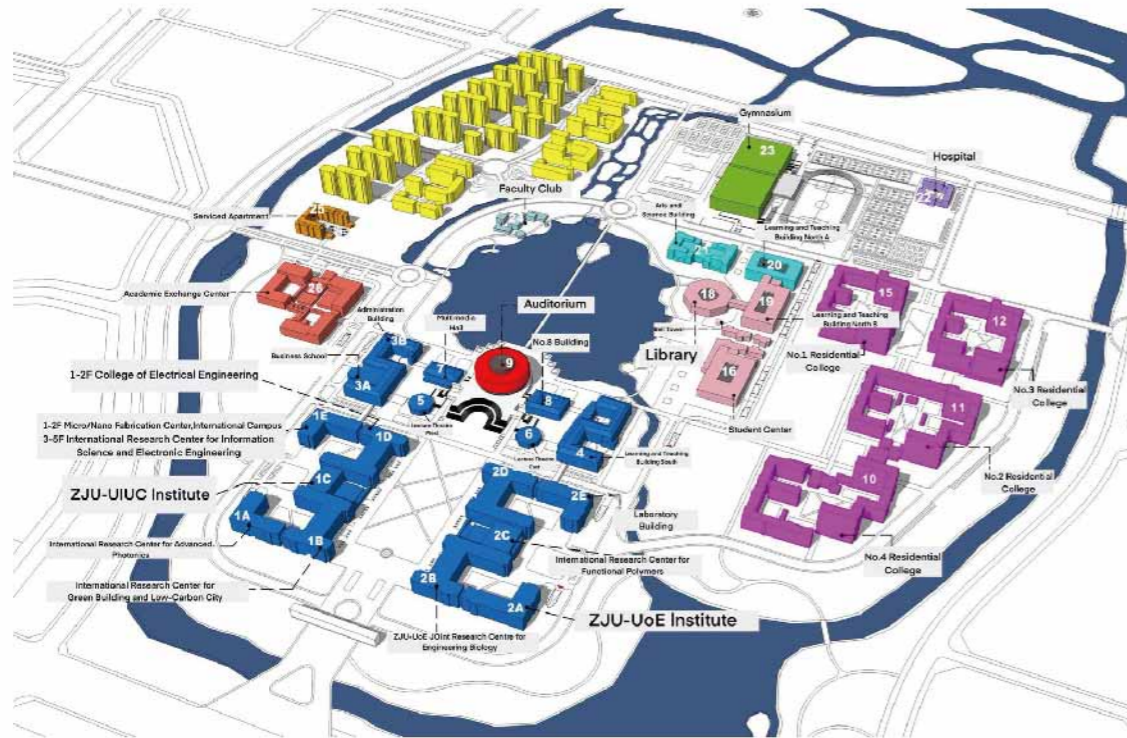 Gymnasium
23
Hospital
Faculty Club
Arts and
Science Building
Learning and Teaching
Building North A
Serviced Apartment
25
20
Academic Exchange Center
26
18
19
15
12
Administration
Building
Multi-media
Hall
Auditorium
No.8 Building
Bell Tower
Learning and Teaching
Building North B
Library
No.1 Residential
College
No.3 Residential
College
Business School
3B
3A
7
9
16
1-2F College of Electrical Engineering
5
8
11
Student Center
6
4
Learning and Teaching
Building South
No.2 Residential
College
1-2F Micro/Nano Fabrication Center,International Campus
3-5F International Research Center for Information
Science and Electronic Engineering
1E
1D
2D
2E
10
ZJU-UIUC Institute
1C
Laboratory
Building
1A
1B
2C
International Research Center for Advanced
Photonics
International Research Center for
Functional Polymers
No.4 Residential
College
International Research Center for
Green Building and Low-Carbon City
2B
2A
ZJU-UoE Institute
ZJU-UoE JOint Research Centre for
Engineering Biology